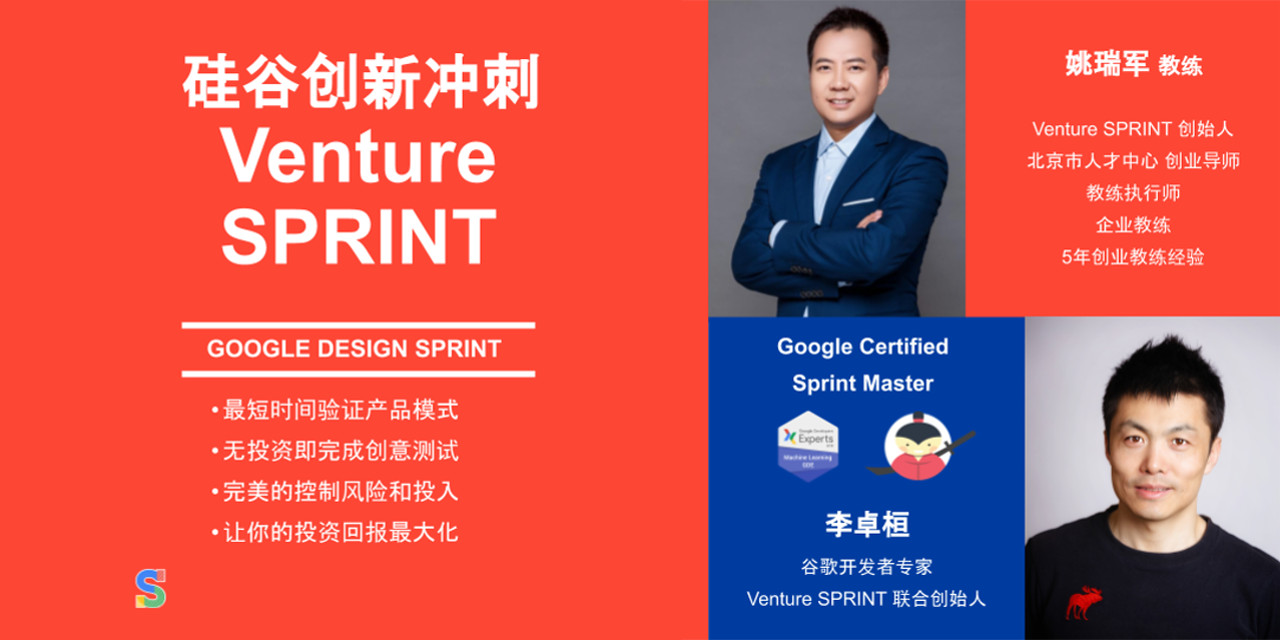 硅谷创新冲刺
Venture
SPRINT
GOOGLE DESIGN SPRINT
•最短时间验证产品模式
•无投资即完成创意测试
•完美的控制风险和投入
•让你的投资回报最大化
S
姚瑞军 教练
Venture SPRINT 创始人
北京市人才中心 创业导师
教练执行师
企业教练
5年创业教练经验
Google Certified
Sprint Master
Google Developer
Experts
Machine Learning
GDE
李卓桓
谷歌开发者专家
Venture SPRINT 联合创始人